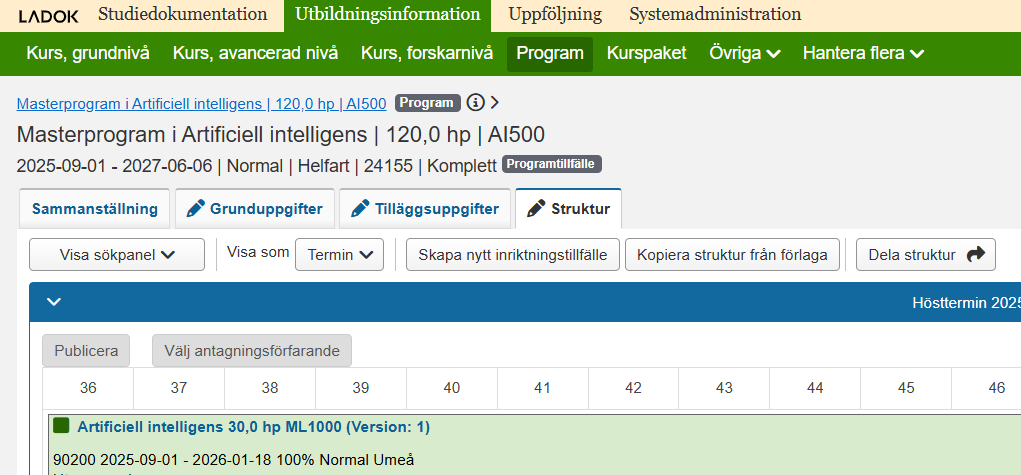 LADOK Studiedokumentation Utbildningsinformation Uppföljning Systemadministration
Kurs, grundnivå Kurs, avancerad nivå Kurs, forskarnivå Program Kurspaket Övriga Hantera flera
Masterprogram i Artificiell intelligens | 120,0 hp | AI500 Program
Masterprogram i Artificiell intelligens | 120,0 hp | AI500
2025-09-01 - 2027-06-06 | Normal | Helfart | 24155 | Komplett Programtillfälle
Sammanställning Grunduppgifter Tilläggsuppgifter Struktur
Visa sökpanel Visa som Termin Skapa nytt inriktningstillfälle Kopiera struktur från förlaga Dela struktur
Hösttermin 2025
Publicera Välj antagningsförfarande
36 37 38 39 40 41 42 43 44 45 46
Artificiell intelligens 30,0 hp ML1000 (Version: 1)
90200 2025-09-01 - 2026-01-18 100% Normal Umeå